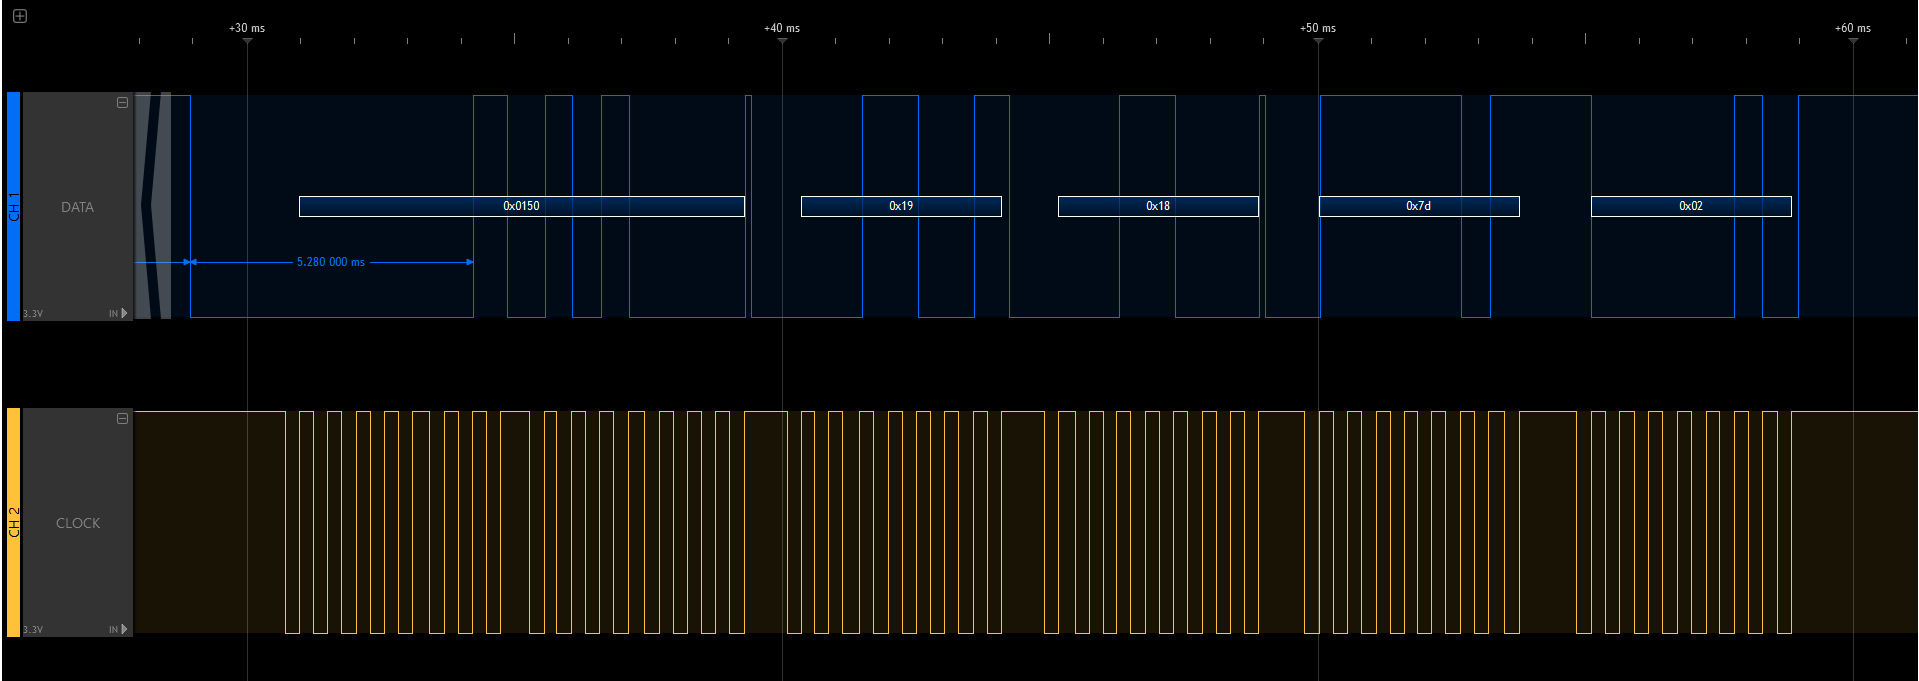 +30 ms +40 ms +50 ms +60 ms
CH 1
DATA
0x0150 0x19 0x18 0x7d 0x02
5.280 000 ms
3.3V IN
CH 2
CLOCK
3.3V IN